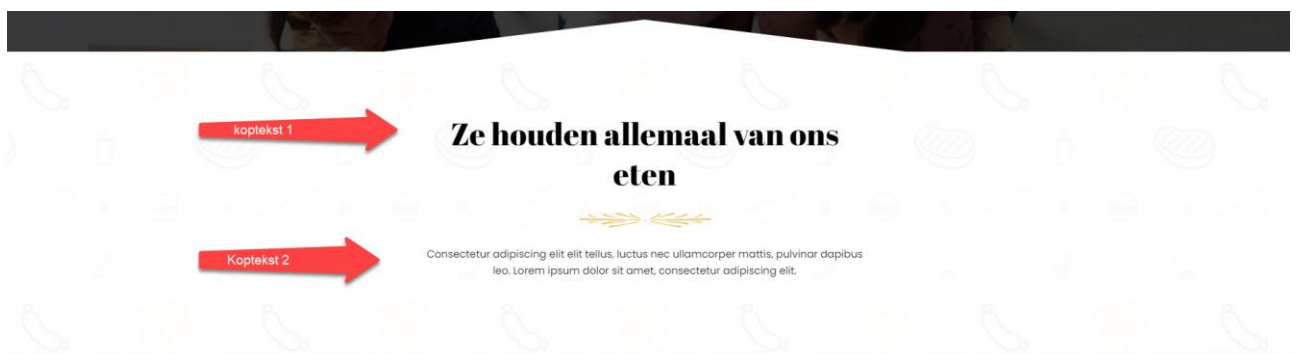 koptekst 1
Ze houden allemaal van ons
eten
Koptekst 2
Consectetur adipiscing elit elit tellus, luctus nec ullamcorper mattis, pulvinar dapibus
leo. Lorem ipsum dolor sit amet, consectetur adipiscing elit.